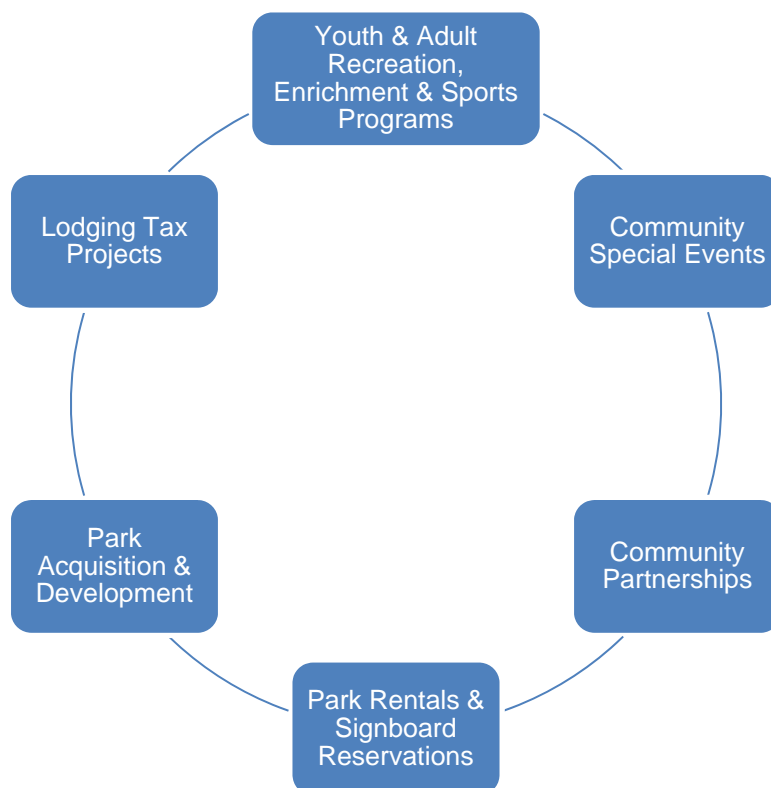 Youth & Adult
Recreation,
Enrichment & Sports
Programs
Community
Special Events
Community
Partnerships
Park Rentals &
Signboard
Reservations
Park
Acquisition &
Development
Lodging Tax
Projects